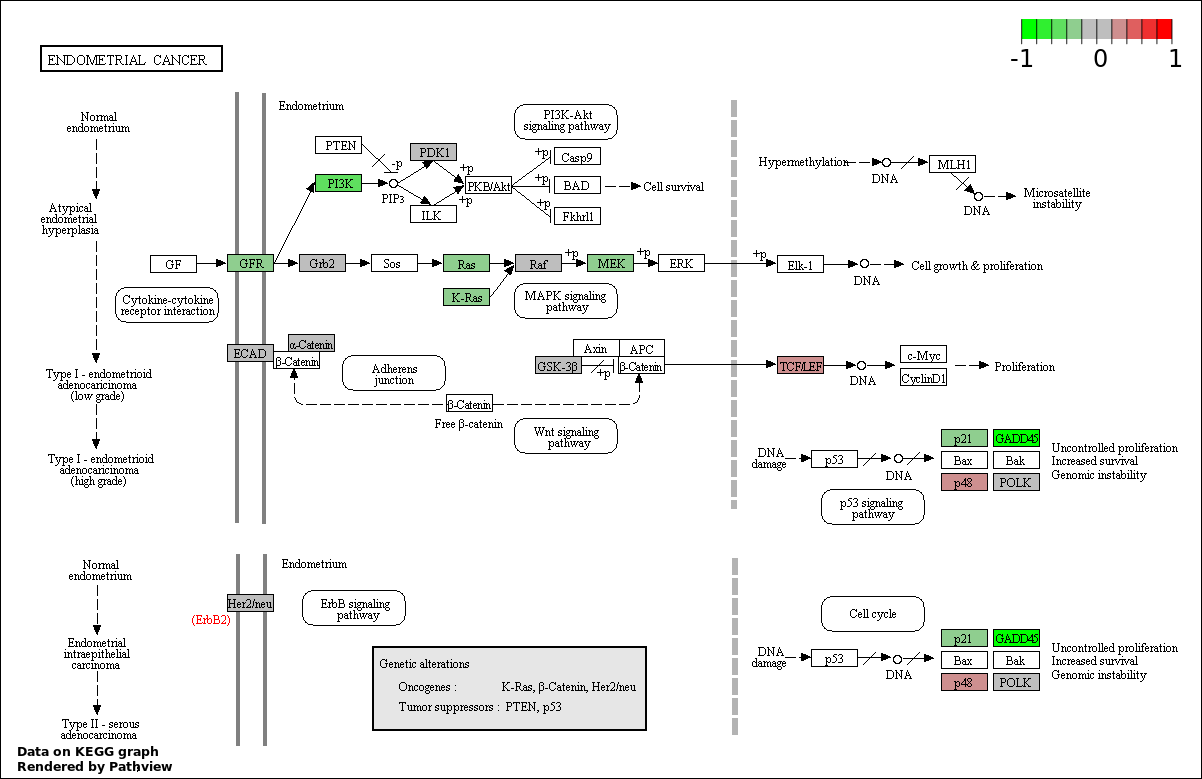 -1 0 1
ENDOMETRIAL CANCER
Normal
endometrium
Atypical
endometrial
hyperplasia
Type I - endometrioid
adenocarcinoma
(low grade)
Type I - endometrioid
adenocaricinoma
(high grade)
Endometrium
PTEN
PI3K
-p
PIP3
PDK1
ILK
+p
+p
PKB/Akt
PI3K-Akt
signaling pathway
+p
+p
+p
Casp9
BAD
Fkhrl1
Cell survival
Hypermethylation
DNA
MLH1
DNA
Microsatellite
instability
GF
GFR
Grb2
Sos
Ras
K-Ras
Raf
+p
MEK
+p
ERK
+p
Elk-1
DNA
Cell growth & proliferation
Cytokine-cytokine
receptor interaction
MAPK signaling
pathway
ECAD
α-Catenin
β-Catenin
Adherens
junction
GSK-3β
+p
Axin
APC
β-Catenin
β-Catenin
Free β-catenin
Wnt signaling
pathway
TCF/LEF
DNA
c-Myc
CyclinD1
Proliferation
DNA
damage
p53
DNA
p21
GADD45
Bax
Bak
p48
POLK
Uncontrolled proliferation
Increased survival
Genomic instability
p53 signaling
pathway
Normal
endometrium
Endometrial
intraepithelial
carcinoma
Type II - serous
adenocarcinoma
Endometrium
Her2/neu
(ErbB2)
ErbB signaling
pathway
Genetic alterations
Oncogenes : K-Ras, β-Catenin, Her2/neu
Tumor suppressors : PTEN, p53
Cell cycle
DNA
damage
p53
DNA
p21
GADD45
Bax
Bak
p48
POLK
Uncontrolled proliferation
Increased survival
Genomic instability
Data on KEGG graph
Rendered by Pathview